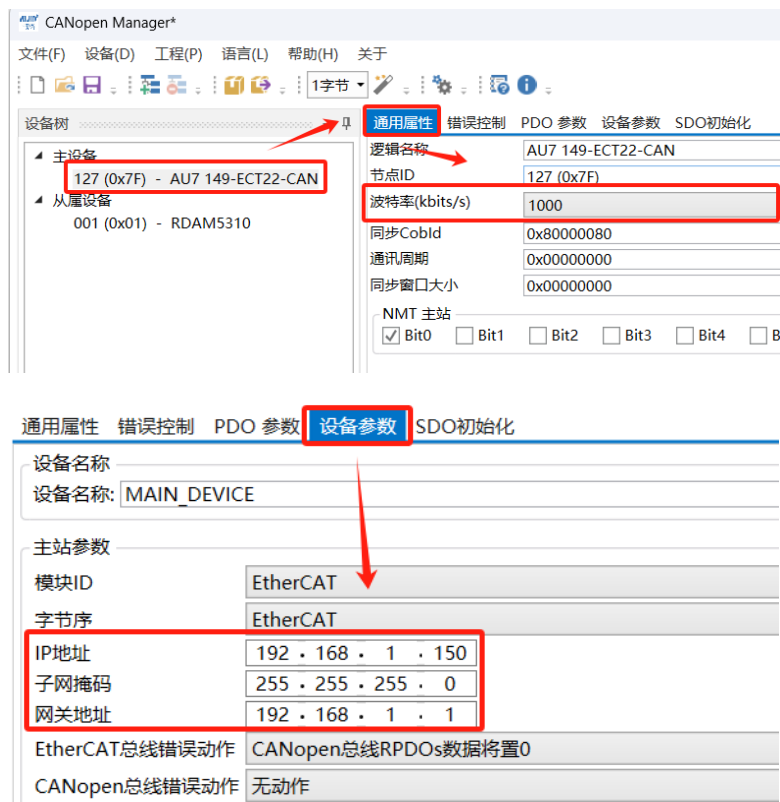 CANopen Manager*
文件(F) 设备(D) 工程(P) 语言(L) 帮助(H) 关于
1字节
设备树
主设备
127 (0x7F) - AU7 149-ECT22-CAN
从属设备
001 (0x01) - RDAM5310
通用属性 错误控制 PDO 参数 设备参数 SDO初始化
逻辑名称 AU7 149-ECT22-CAN
节点ID 127 (0x7F)
波特率(kbits/s) 1000
同步CobId 0x80000080
通讯周期 0x00000000
同步窗口大小 0x00000000
NMT 主站
Bit0 Bit1 Bit2 Bit3 Bit4 B
通用属性 错误控制 PDO 参数 设备参数 SDO初始化
设备名称
设备名称: MAIN_DEVICE
主站参数
模块ID EtherCAT
字节序 EtherCAT
IP地址 192 . 168 . 1 . 150
子网掩码 255 . 255 . 255 . 0
网关地址 192 . 168 . 1 . 1
EtherCAT总线错误动作 CANopen总线RPDOs数据将置0
CANopen总线错误动作 无动作